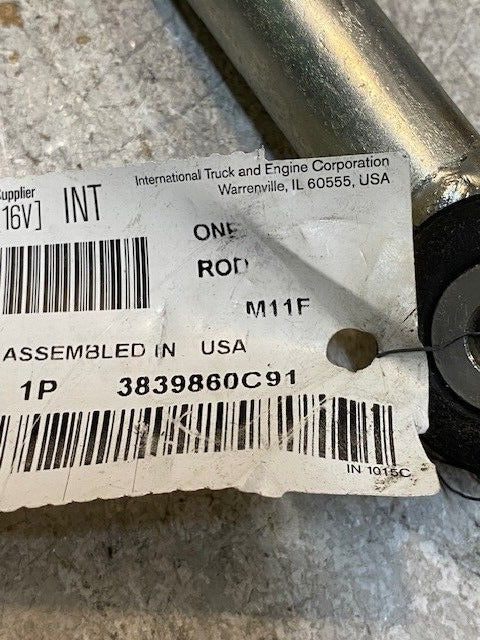 Supplier
[16V] INT
International Truck and Engine Corporation
Warrenville, IL 60555, USA
ONE
ROD
M11F
ASSEMBLED IN USA
1P 3839860C91
IN 1015C